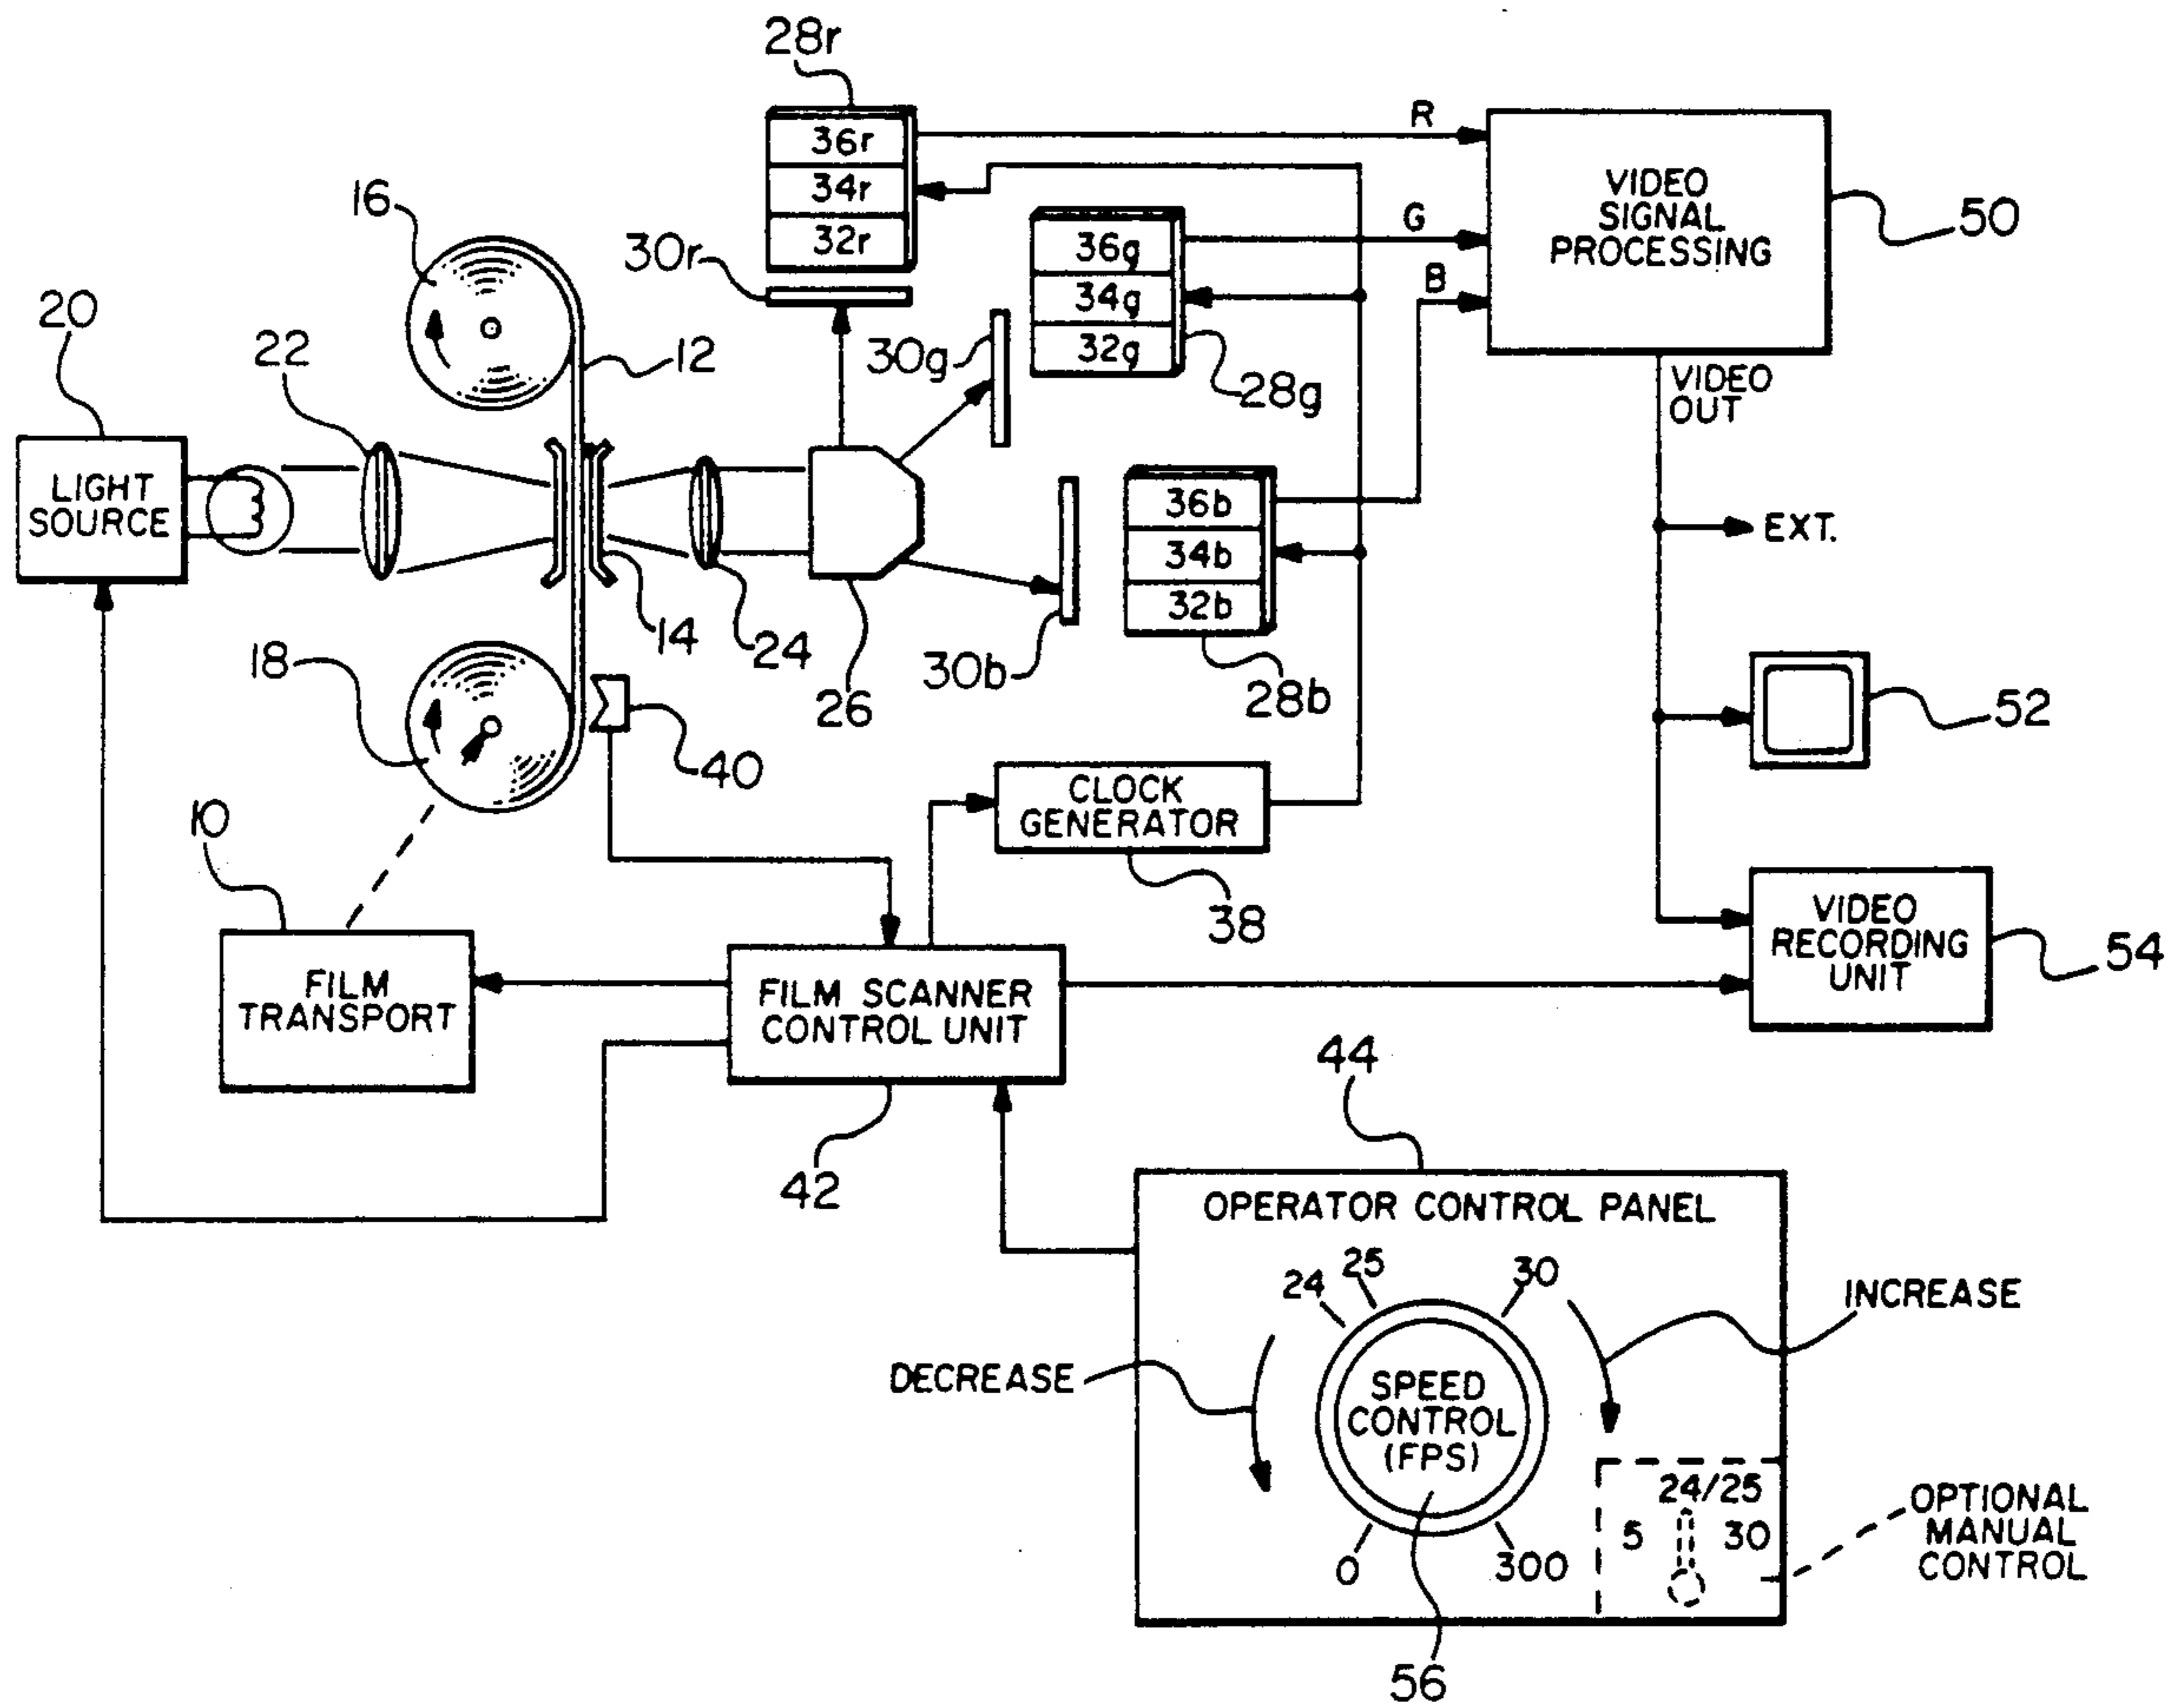 28r
36r
34r
32r
R
VIDEO
SIGNAL
PROCESSING
50
16
30r
36g
34g
32g
G
B
20
22
12
30g
28g
VIDEO
OUT
LIGHT
SOURCE
36b
34b
32b
EXT.
14
24
18
26
30b
28b
52
40
10
CLOCK
GENERATOR
38
VIDEO
RECORDING
UNIT
54
FILM
TRANSPORT
FILM SCANNER
CONTROL UNIT
42
44
OPERATOR CONTROL PANEL
24
25
30
INCREASE
DECREASE
SPEED
CONTROL
(FPS)
0
300
24/25
5
30
OPTIONAL
MANUAL
CONTROL
56